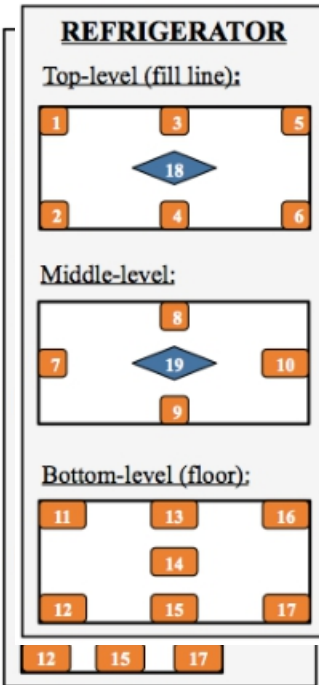 REFRIGERATOR
Top-level (fill line):
1 3 5
18
2 4 6
Middle-level:
8
7 19 10
9
Bottom-level (floor):
11 13 16
14
12 15 17
12 15 17